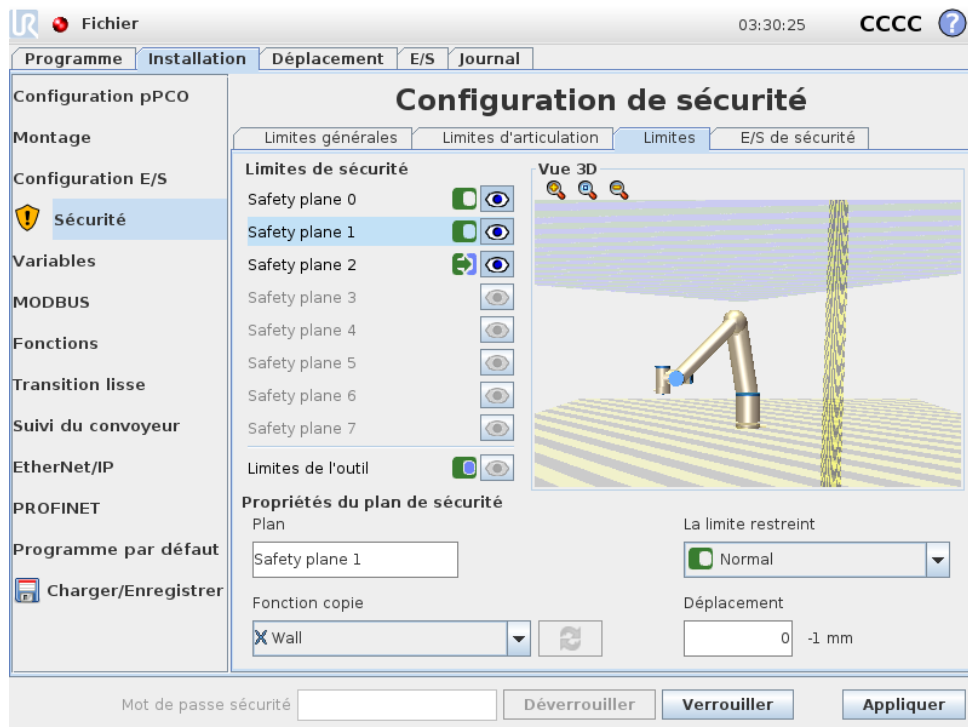 UR Fichier 03:30:25 CCCC ?
Programme Installation Déplacement E/S Journal
Configuration pPCO
Montage
Configuration E/S
Sécurité
Variables
MODBUS
Fonctions
Transition lisse
Suivi du convoyeur
EtherNet/IP
PROFINET
Programme par défaut
Charger/Enregistrer
Configuration de sécurité
Limites générales Limites d'articulation Limites E/S de sécurité
Limites de sécurité
Safety plane 0
Safety plane 1
Safety plane 2
Safety plane 3
Safety plane 4
Safety plane 5
Safety plane 6
Safety plane 7
Limites de l'outil
Vue 3D
Propriétés du plan de sécurité
Plan
Safety plane 1
La limite restreint
Normal
Fonction copie
Wall
Déplacement
0 -1 mm
Mot de passe sécurité Déverrouiller Verrouiller Appliquer